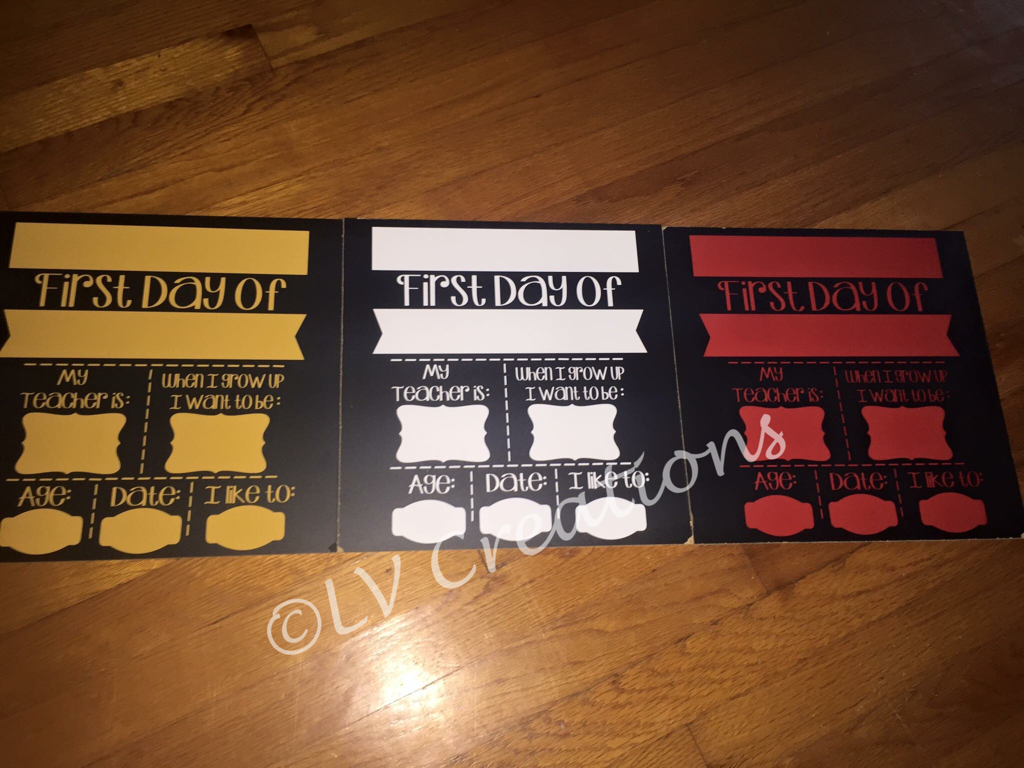 First Day Of
My
Teacher is:
When I grow up
I want to be:
Age:
Date:
I like to:
First Day Of
My
Teacher is:
When I grow up
I want to be:
Age:
Date:
I like to:
First Day Of
My
Teacher is:
When I grow up
I want to be:
Age:
Date:
I like to:
©LV Creations